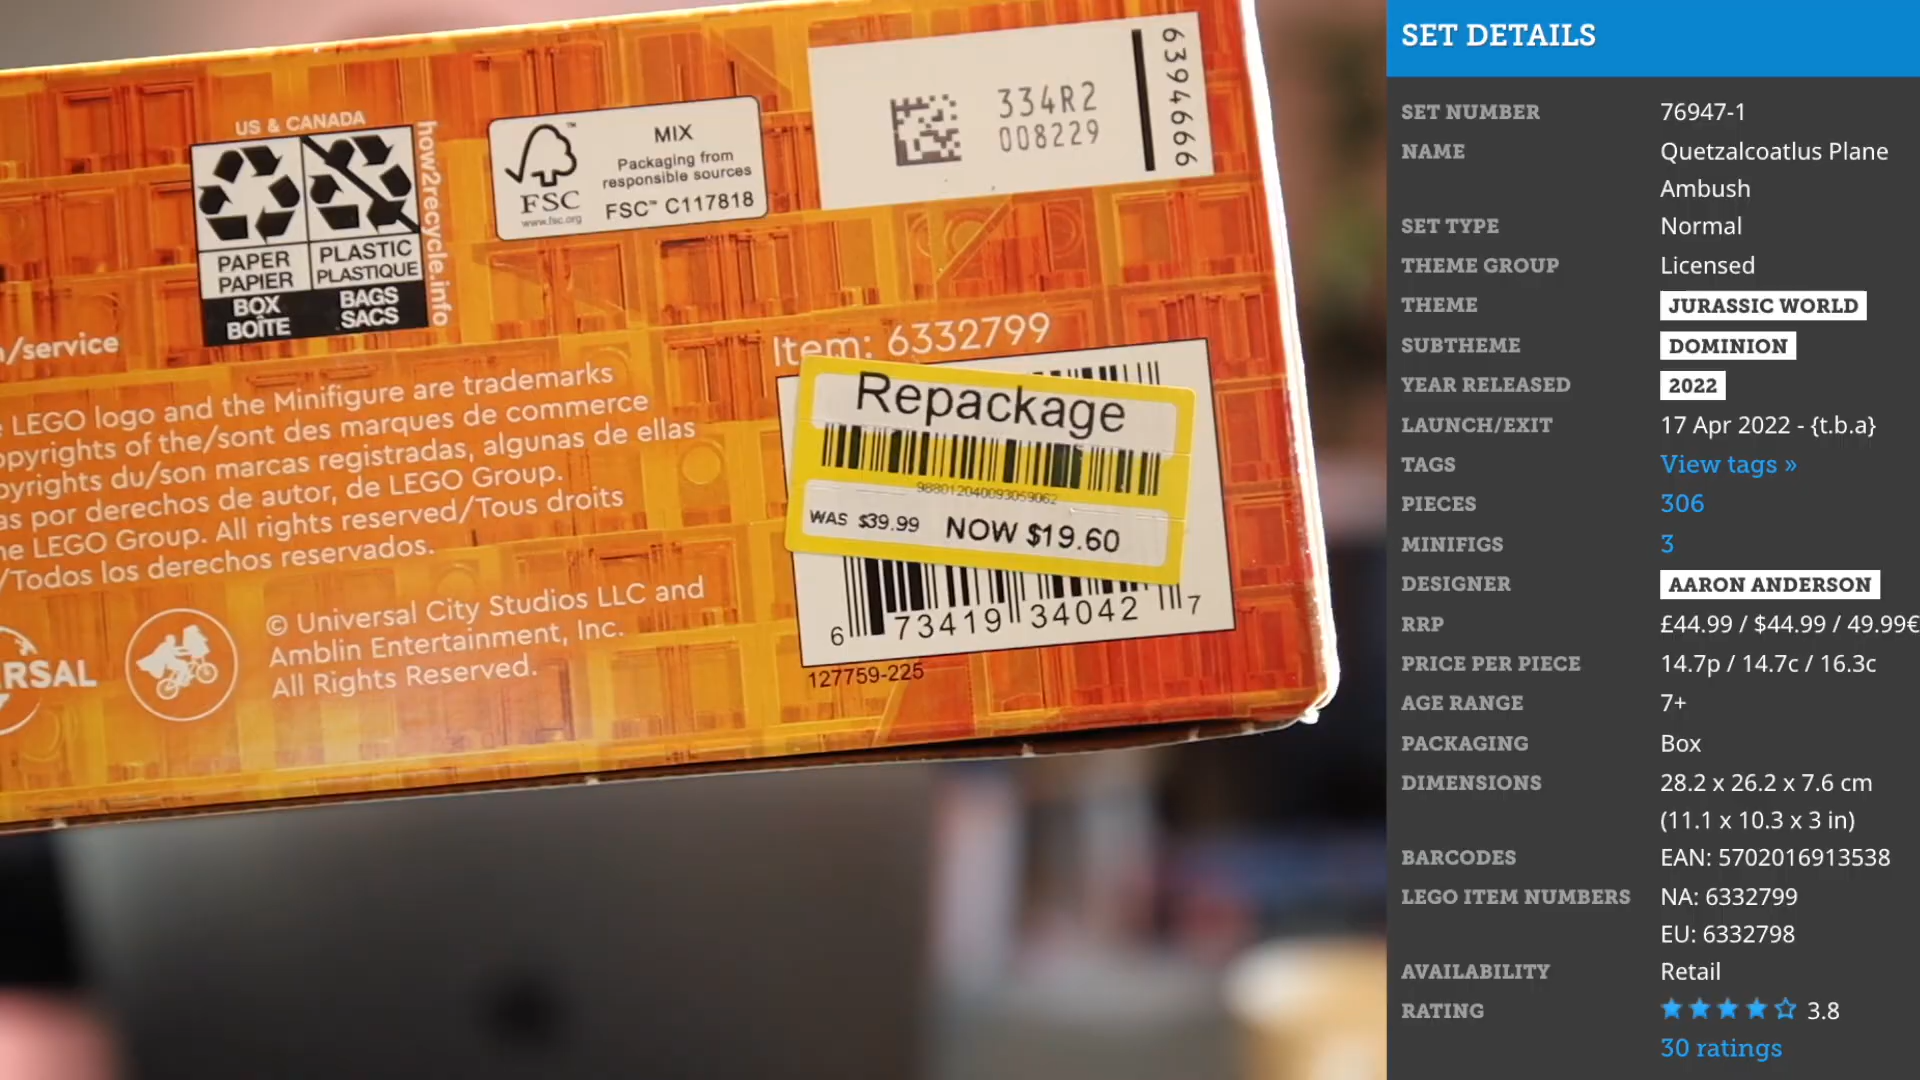 US & CANADA
how2recycle.info
PAPER
PAPIER
BOX
BOÎTE
PLASTIC
PLASTIQUE
BAGS
SACS
FSC
www.fsc.org
MIX
Packaging from
responsible sources
FSC™ C117818
334R2
008229
6394666
/service
Item: 6332799
LEGO logo and the Minifigure are trademarks
opyrights of the/sont des marques de commerce
pyrights du/son marcas registradas, algunas de ellas
as por derechos de autor, de LEGO Group.
he LEGO Group. All rights reserved/Tous droits
/Todos los derechos reservados.
© Universal City Studios LLC and
Amblin Entertainment, Inc.
All Rights Reserved.
RSAL
Repackage
988012040093059062
WAS $39.99 NOW $19.60
6 73419 34042 7
127759-225
SET DETAILS
SET NUMBER 76947-1
NAME Quetzalcoatlus Plane
Ambush
SET TYPE Normal
THEME GROUP Licensed
THEME JURASSIC WORLD
SUBTHEME DOMINION
YEAR RELEASED 2022
LAUNCH/EXIT 17 Apr 2022 - {t.b.a}
TAGS View tags »
PIECES 306
MINIFIGS 3
DESIGNER AARON ANDERSON
RRP £44.99 / $44.99 / 49.99€
PRICE PER PIECE 14.7p / 14.7c / 16.3c
AGE RANGE 7+
PACKAGING Box
DIMENSIONS 28.2 x 26.2 x 7.6 cm
(11.1 x 10.3 x 3 in)
BARCODES EAN: 5702016913538
LEGO ITEM NUMBERS NA: 6332799
EU: 6332798
AVAILABILITY Retail
RATING 3.8
30 ratings